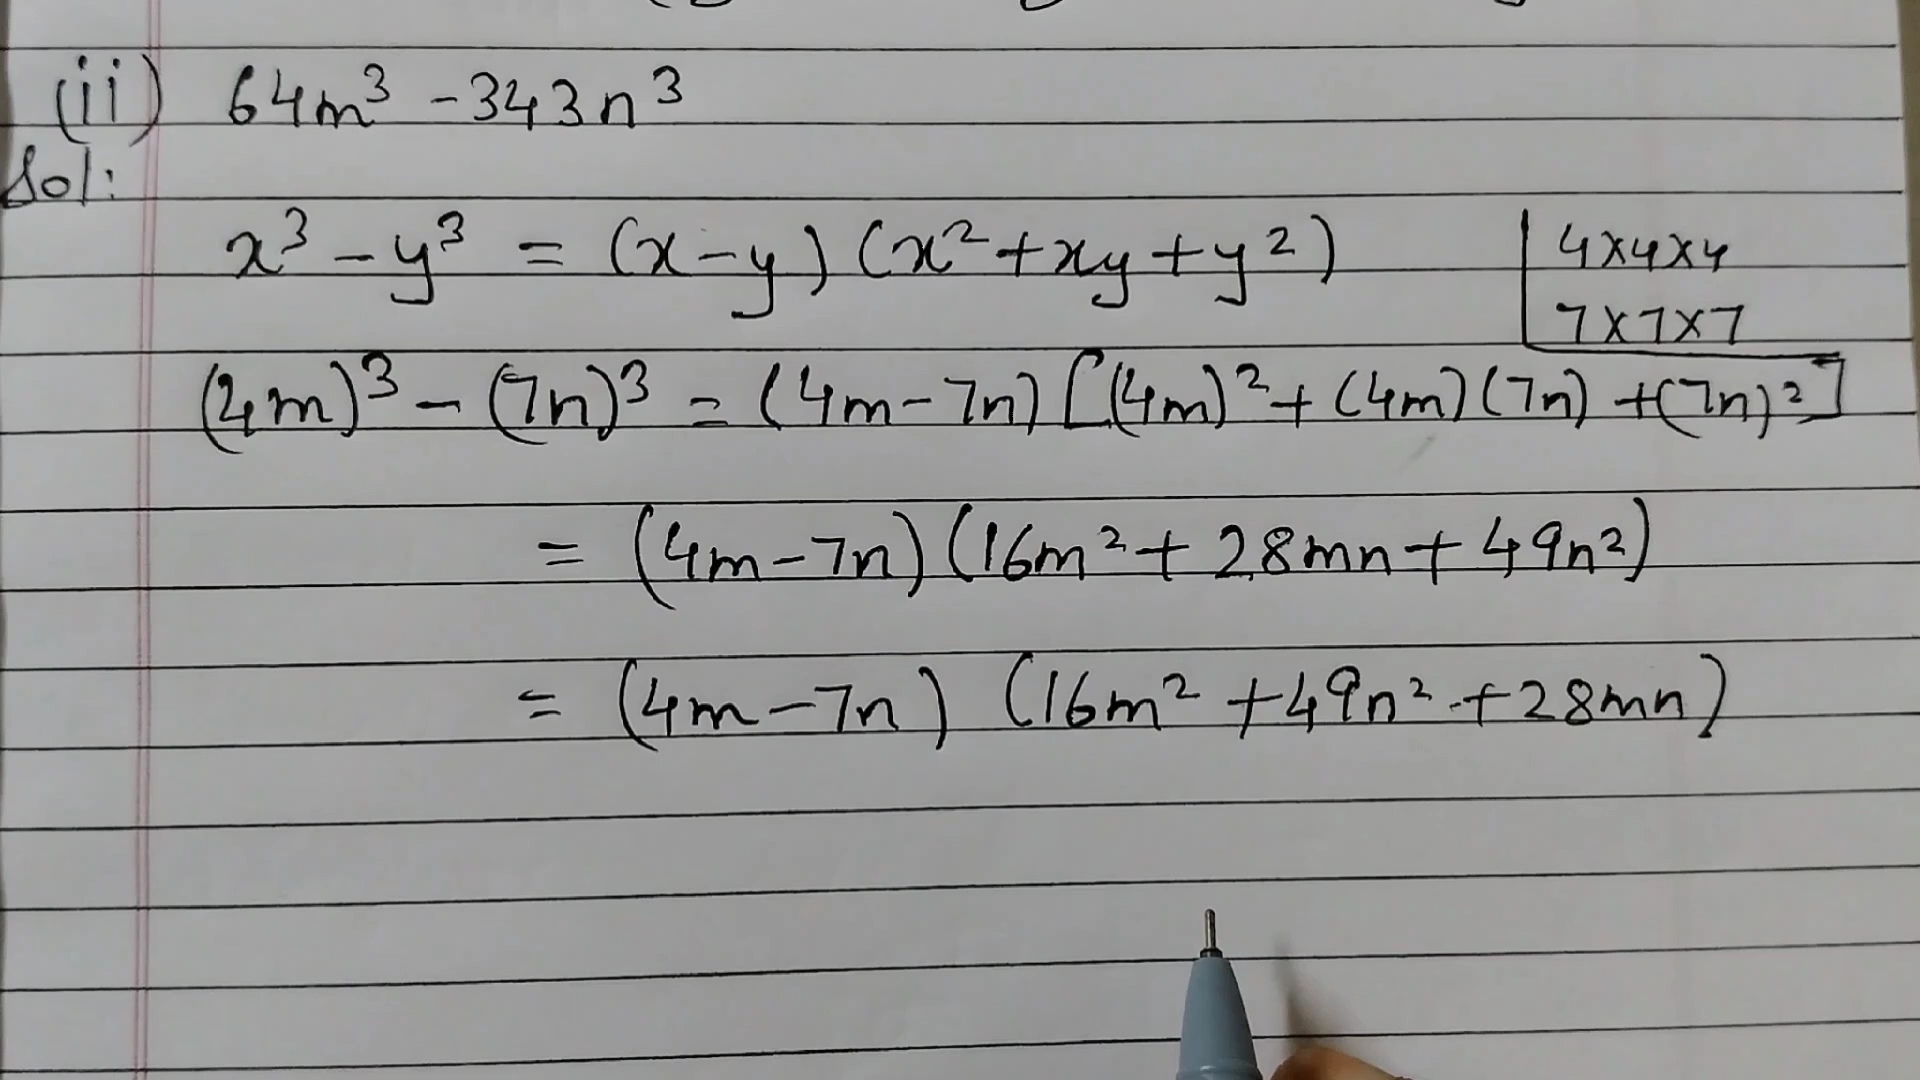 (ii) 64m³ - 343n³
Sol:
x³ - y³ = (x - y) (x² + xy + y²)
4×4×4
7×7×7
(4m)³ - (7n)³ = (4m - 7n) [(4m)² + (4m) (7n) + (7n)²]
= (4m - 7n) (16m² + 28mn + 49n²)
= (4m - 7n) (16m² + 49n² + 28mn)